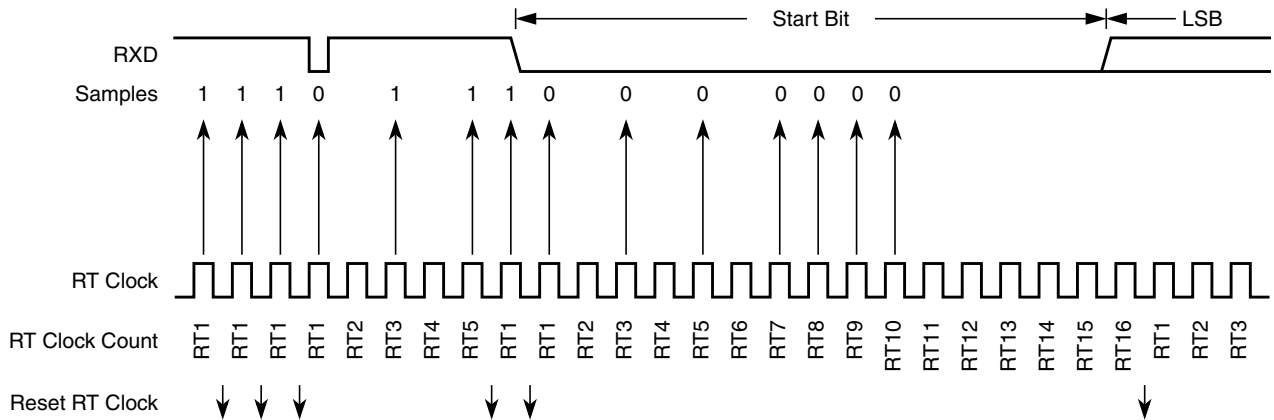 Start Bit LSB
RXD
Samples 1 1 1 0 1 1 1 0 0 0 0 0 0 0
RT Clock
RT Clock Count RT1 RT1 RT1 RT1 RT2 RT3 RT4 RT5 RT1 RT1 RT2 RT3 RT4 RT5 RT6 RT7 RT8 RT9 RT10 RT11 RT12 RT13 RT14 RT15 RT16 RT1 RT2 RT3
Reset RT Clock